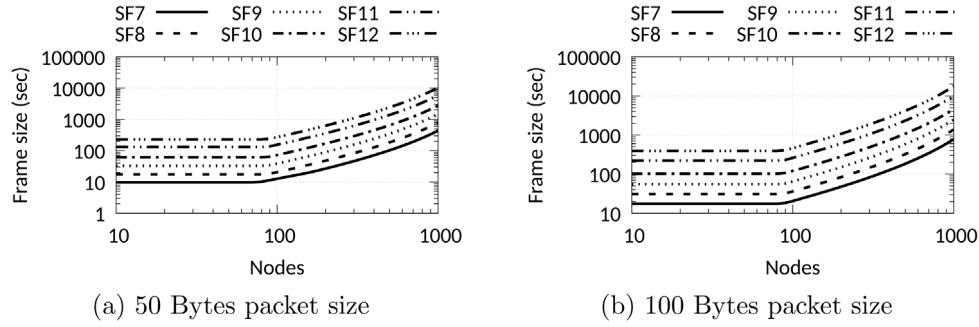 SF7 SF9 SF11
SF8 SF10 SF12
100000
10000
1000
100
10
1
Frame size (sec)
10 100 1000
Nodes
(a) 50 Bytes packet size
SF7 SF9 SF11
SF8 SF10 SF12
100000
10000
1000
100
10
Frame size (sec)
10 100 1000
Nodes
(b) 100 Bytes packet size